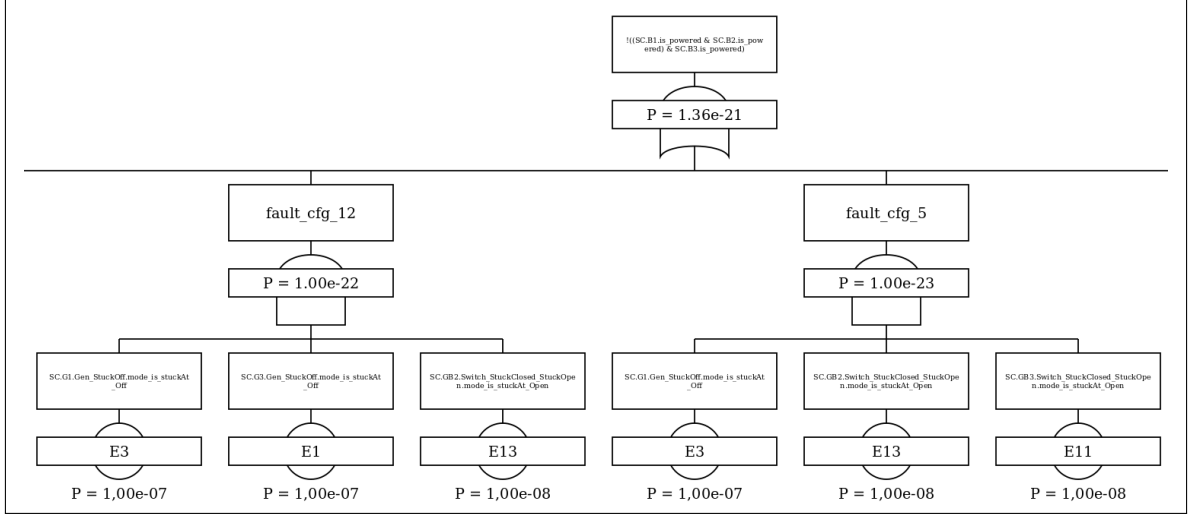 !((SC.B1.is_powered & SC.B2.is_pow
ered) & SC.B3.is_powered)
P = 1.36e-21
fault_cfg_12
fault_cfg_5
P = 1.00e-22
P = 1.00e-23
SC.G1.Gen_StuckOff.mode_is_stuckAt
_Off
SC.G3.Gen_StuckOff.mode_is_stuckAt
_Off
SC.GB2.Switch_StuckClosed_StuckOpe
n.mode_is_stuckAt_Open
SC.G1.Gen_StuckOff.mode_is_stuckAt
_Off
SC.GB2.Switch_StuckClosed_StuckOpe
n.mode_is_stuckAt_Open
SC.GB3.Switch_StuckClosed_StuckOpe
n.mode_is_stuckAt_Open
E3
E1
E13
E3
E13
E11
P = 1,00e-07
P = 1,00e-07
P = 1,00e-08
P = 1,00e-07
P = 1,00e-08
P = 1,00e-08